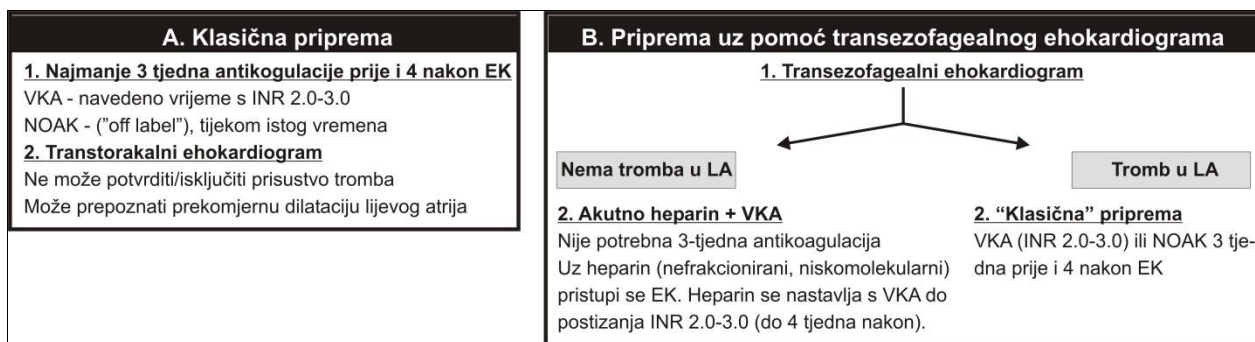 A. Klasična priprema
1. Najmanje 3 tjedna antikogulacije prije i 4 nakon EK
VKA - navedeno vrijeme s INR 2.0-3.0
NOAK - ("off label"), tijekom istog vremena
2. Transtorakalni ehokardiogram
Ne može potvrditi/isključiti prisustvo tromba
Može prepoznati prekomjernu dilataciju lijevog atrija
B. Priprema uz pomoć transezofagealnog ehokardiograma
1. Transezofagealni ehokardiogram
Nema tromba u LA
2. Akutno heparin + VKA
Nije potrebna 3-tjedna antikoagulacija
Uz heparin (nefrakcionirani, niskomolekularni)
pristupi se EK. Heparin se nastavlja s VKA do
postizanja INR 2.0-3.0 (do 4 tjedna nakon).
Tromb u LA
2. “Klasična” priprema
VKA (INR 2.0-3.0) ili NOAK 3 tje-
dna prije i 4 nakon EK